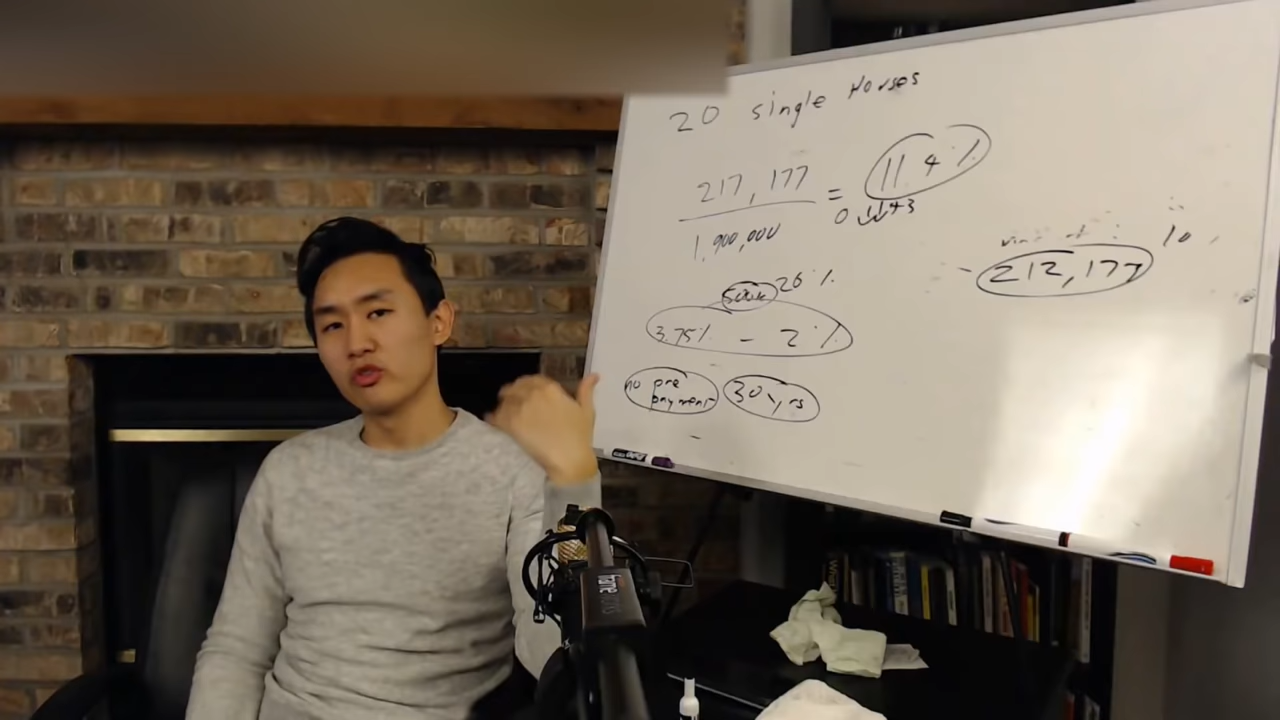 20 single Houses
217,177
1,900,000
= 11.4%
0.1143
20%
3.75% - 2%
no pre
payment
30 yrs
10
- 212,177